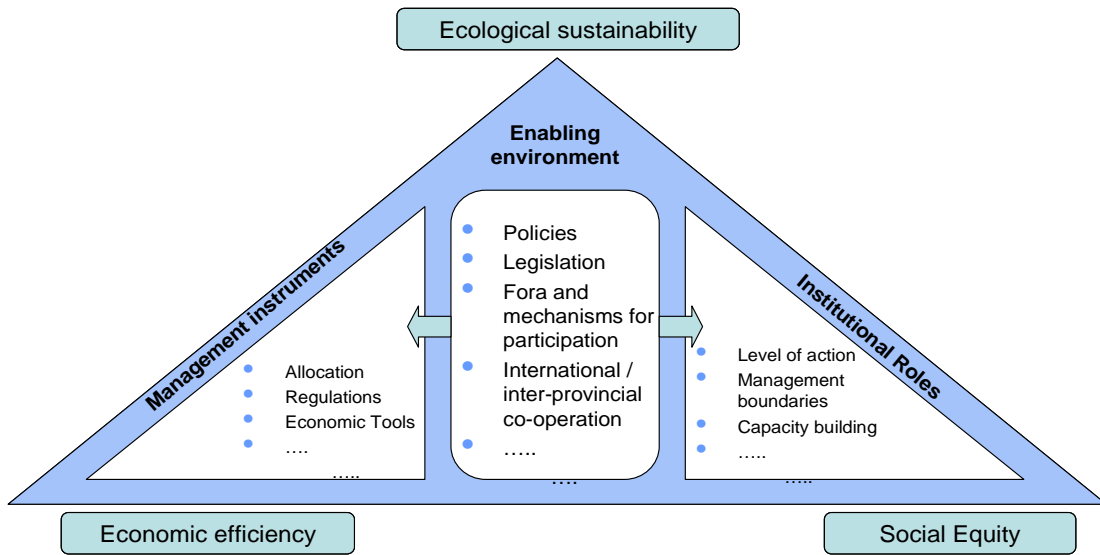 Ecological sustainability
Enabling
environment
Management instruments
Institutional Roles
• Policies
• Legislation
• Fora and
mechanisms for
participation
• International /
inter-provincial
co-operation
• …..
….
• Allocation
• Regulations
• Economic Tools
• ….
…..
• Level of action
• Management
boundaries
• Capacity building
• …..
…..
Economic efficiency
Social Equity